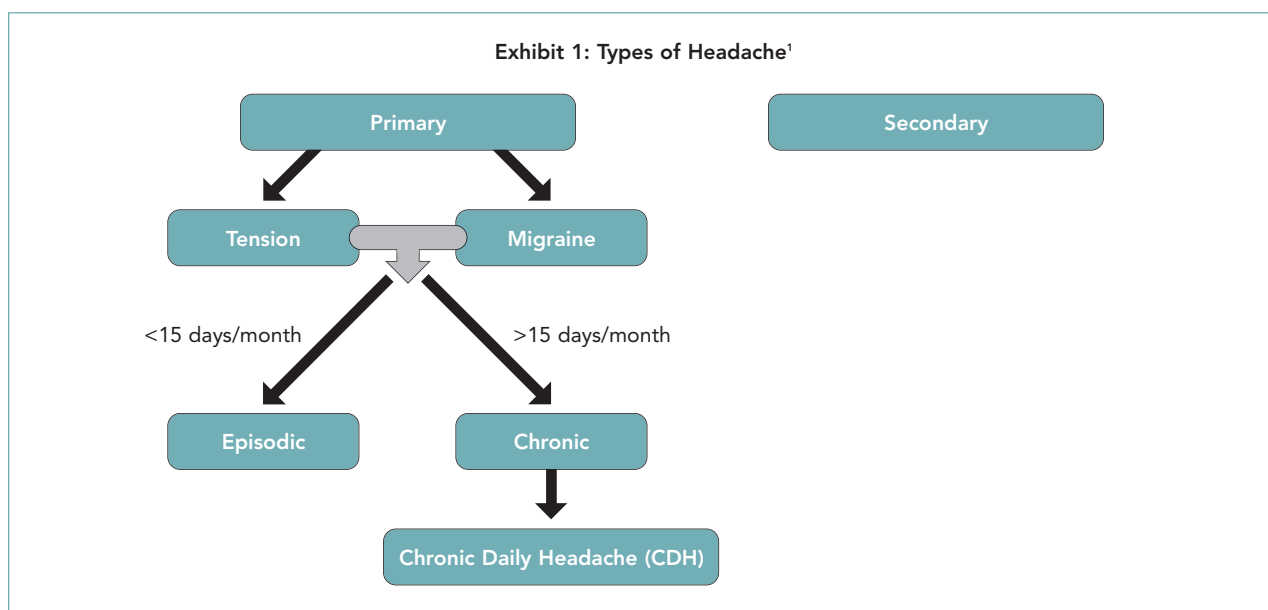 Exhibit 1: Types of Headache¹
Primary
Secondary
Tension
Migraine
<15 days/month
>15 days/month
Episodic
Chronic
Chronic Daily Headache (CDH)